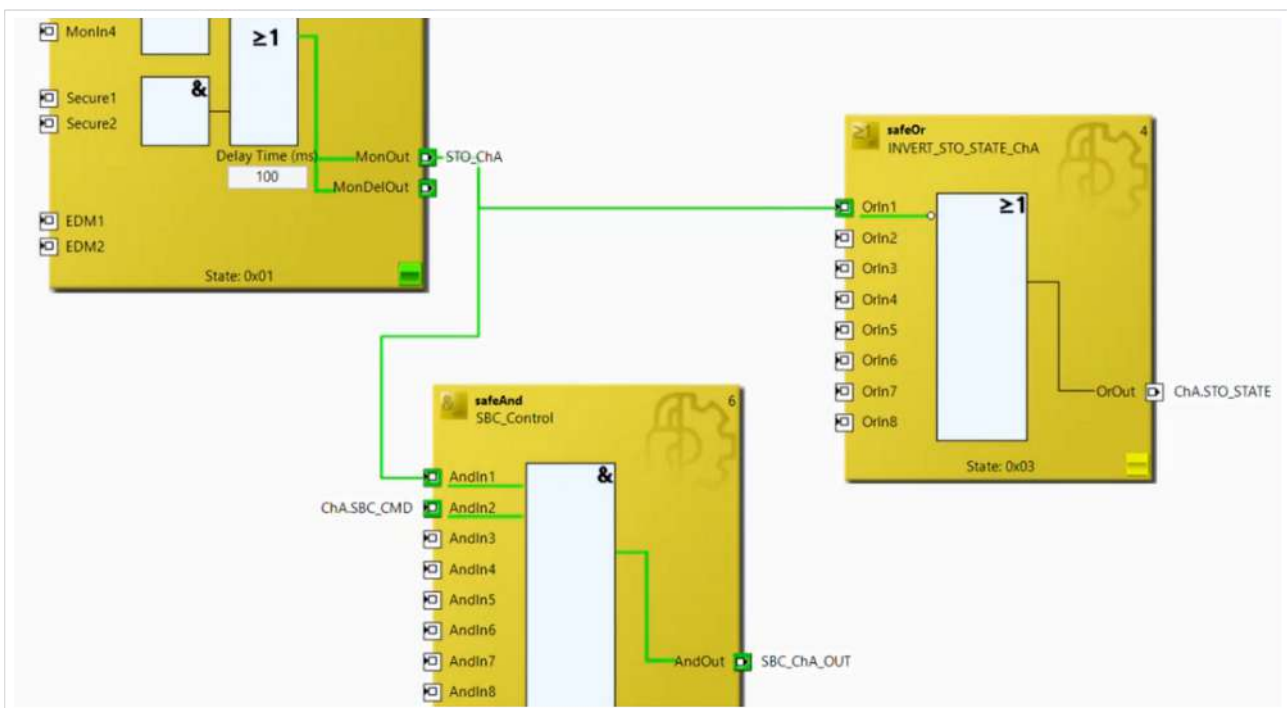 MonIn4
≥1
Secure1
&
Secure2
Delay Time (ms)
MonOut
STO_ChA
100
MonDelOut
EDM1
EDM2
State: 0x01
≥1
safeOr
4
INVERT_STO_STATE_ChA
OrIn1
≥1
OrIn2
OrIn3
OrIn4
OrIn5
OrIn6
OrIn7
OrOut
ChA.STO_STATE
OrIn8
State: 0x03
&
safeAnd
6
SBC_Control
AndIn1
&
ChA.SBC_CMD
AndIn2
AndIn3
AndIn4
AndIn5
AndIn6
AndIn7
AndOut
SBC_ChA_OUT
AndIn8